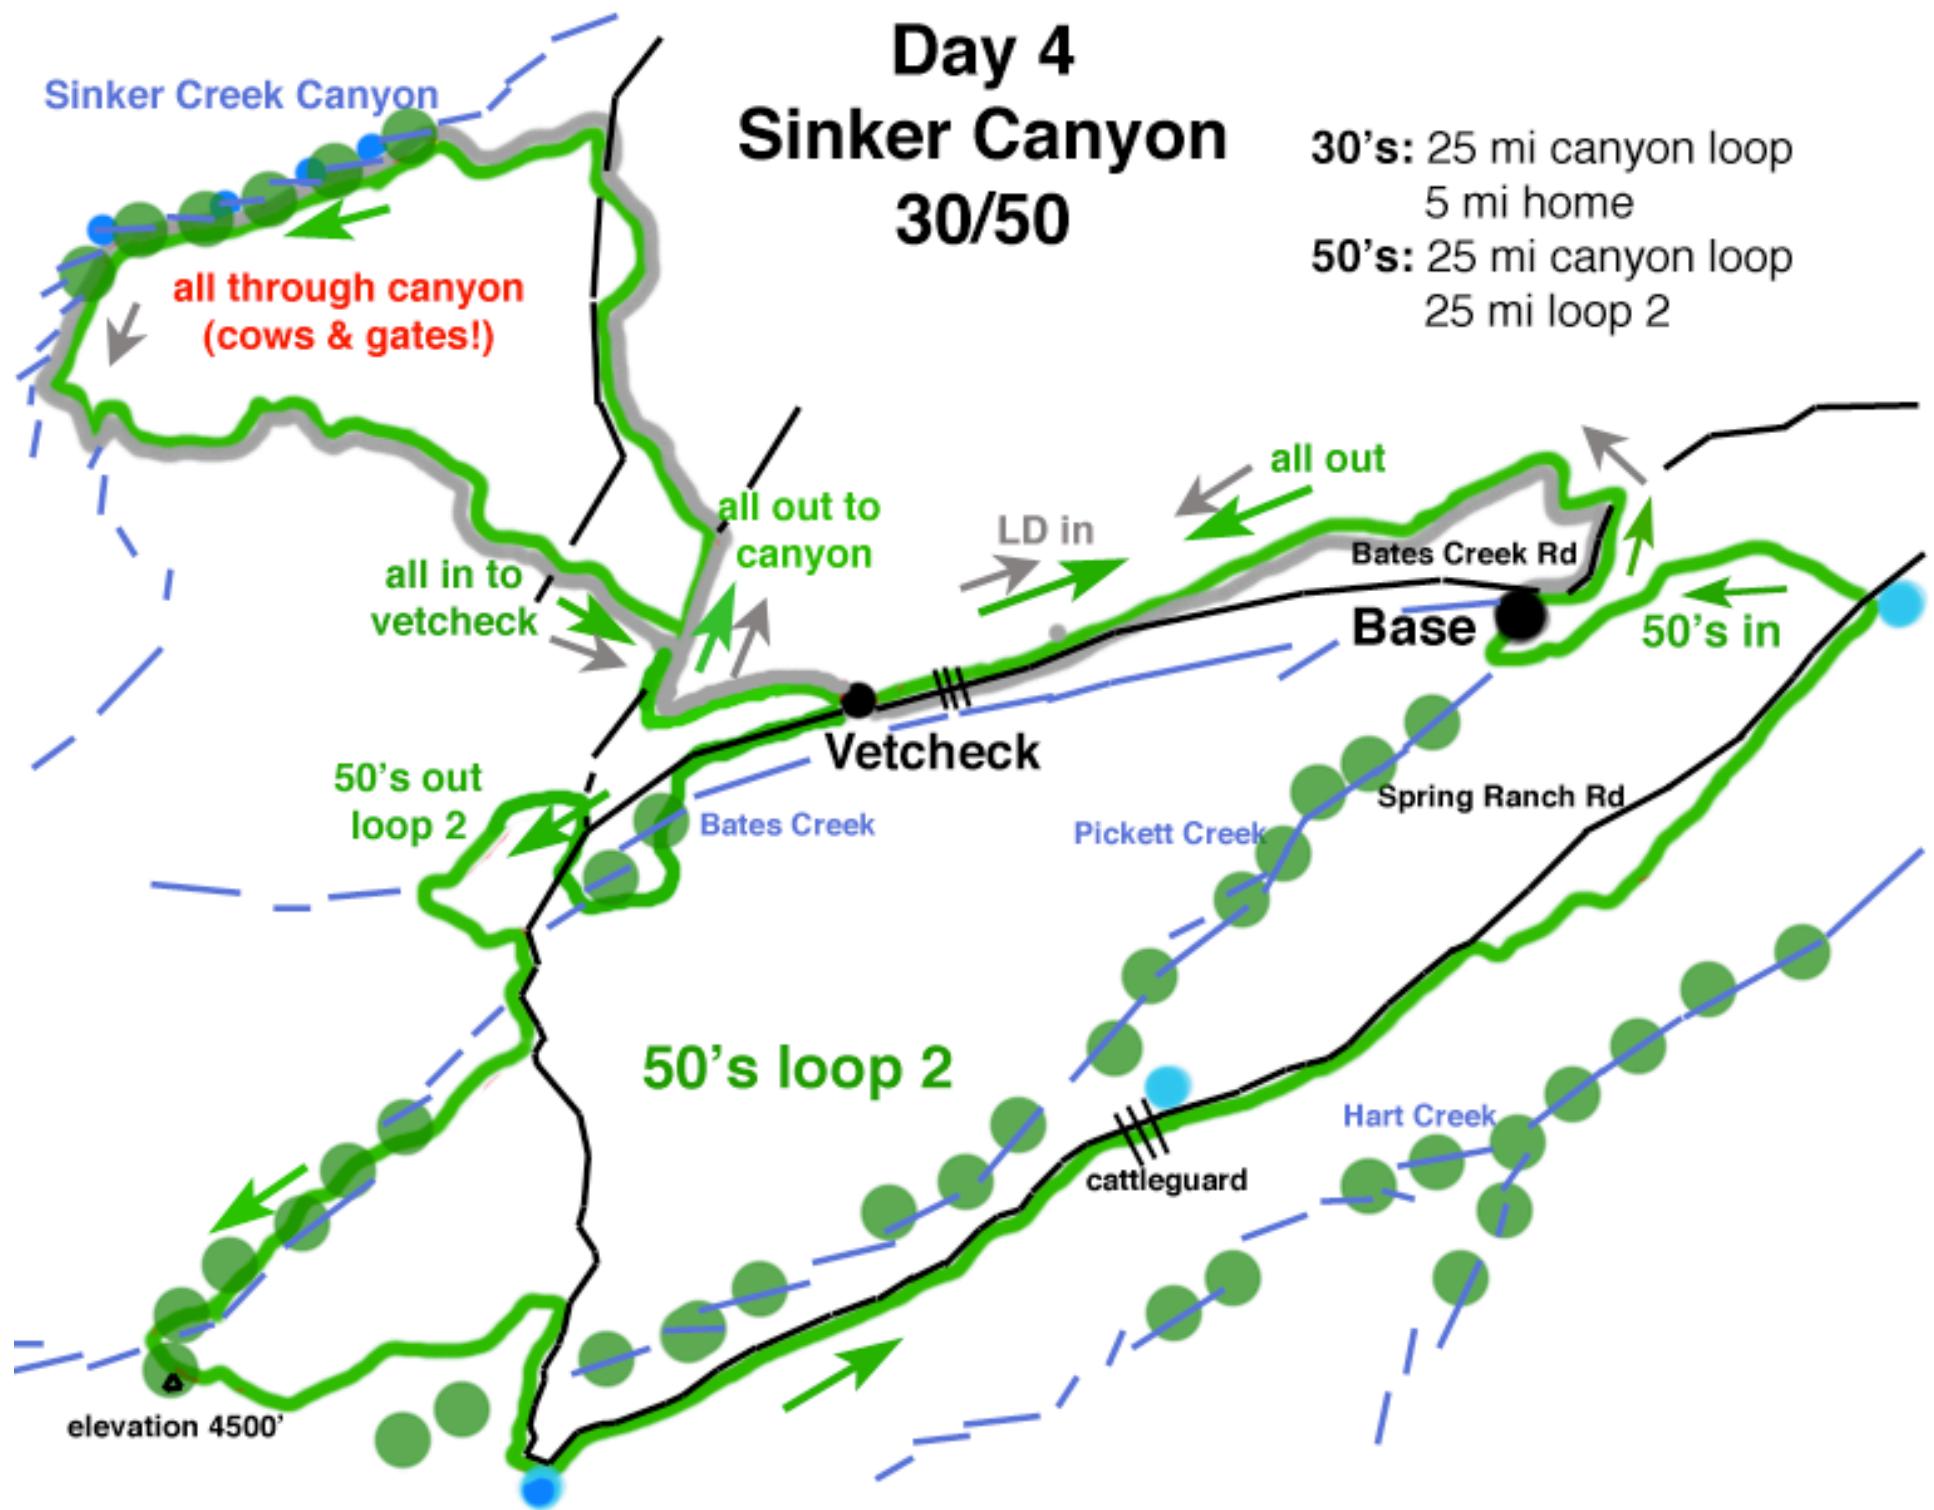 Day 4
Sinker Canyon
30/50
Sinker Creek Canyon
30's: 25 mi canyon loop
5 mi home
50's: 25 mi canyon loop
25 mi loop 2
all through canyon
(cows & gates!)
all out
all out to
canyon
LD in
Bates Creek Rd
all in to
vetcheck
Base
50's in
Vetcheck
50's out
loop 2
Bates Creek
Pickett Creek
Spring Ranch Rd
50's loop 2
Hart Creek
cattleguard
elevation 4500'